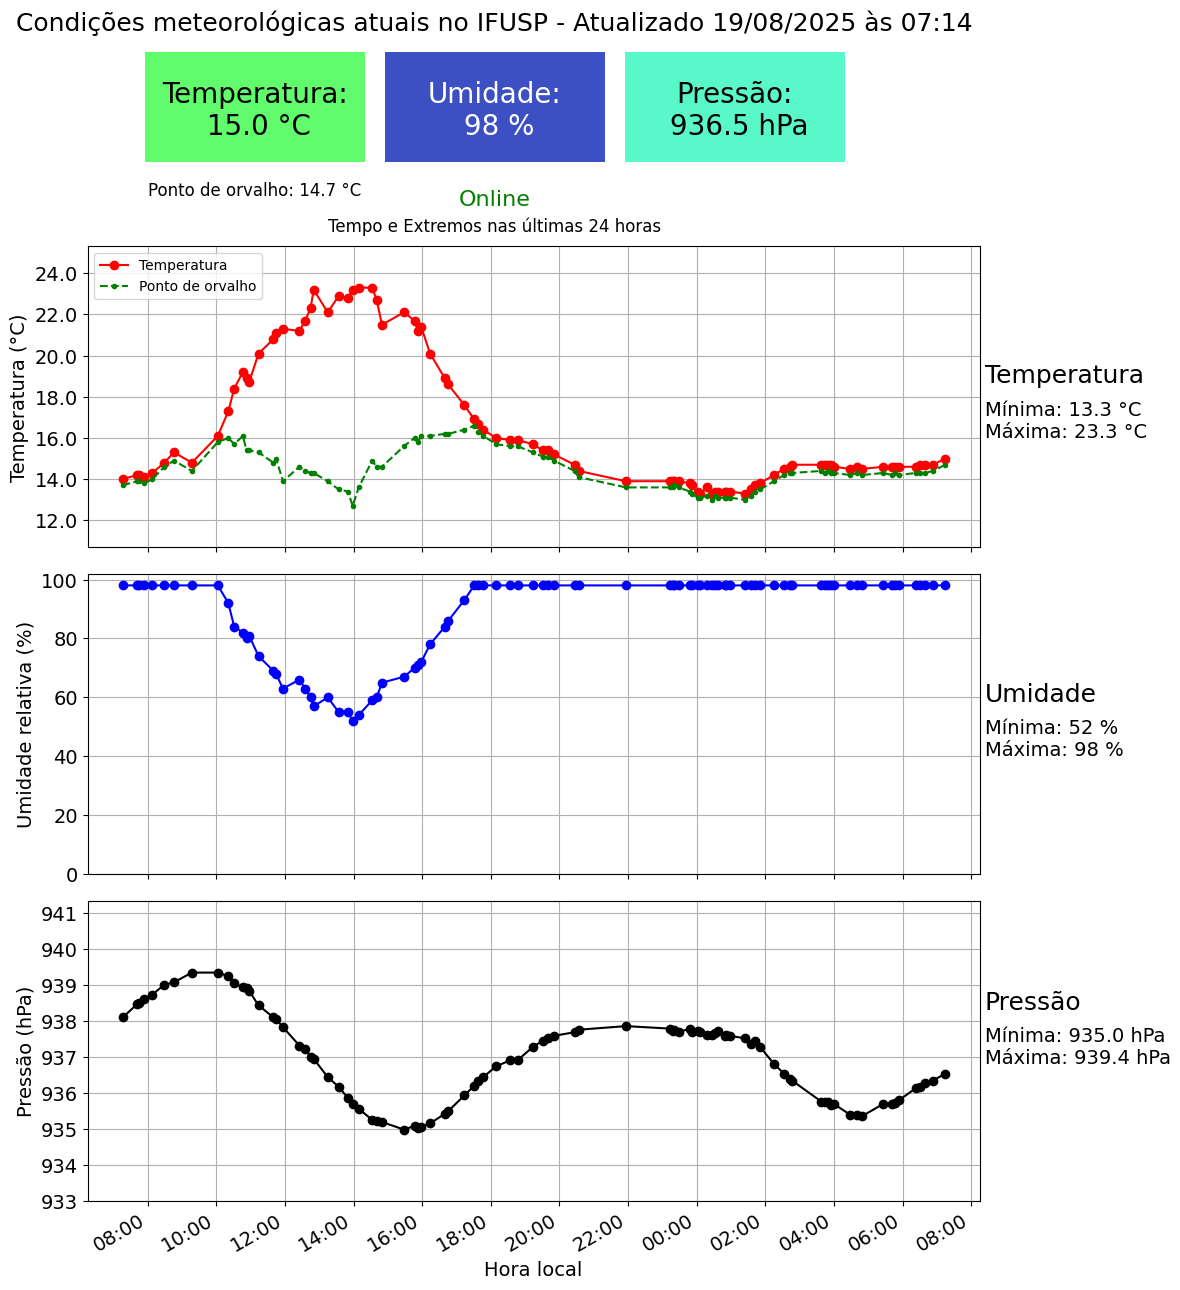 Condições meteorológicas atuais no IFUSP - Atualizado 19/08/2025 às 07:14
Temperatura:
15.0 °C
Umidade:
98 %
Pressão:
936.5 hPa
Ponto de orvalho: 14.7 °C
Online
Tempo e Extremos nas últimas 24 horas
Temperatura (°C)
24.0
22.0
20.0
18.0
16.0
14.0
12.0
Temperatura
Ponto de orvalho
Temperatura
Mínima: 13.3 °C
Máxima: 23.3 °C
Umidade relativa (%)
100
80
60
40
20
0
Umidade
Mínima: 52 %
Máxima: 98 %
Pressão (hPa)
941
940
939
938
937
936
935
934
933
Pressão
Mínima: 935.0 hPa
Máxima: 939.4 hPa
08:00 10:00 12:00 14:00 16:00 18:00 20:00 22:00 00:00 02:00 04:00 06:00 08:00
Hora local